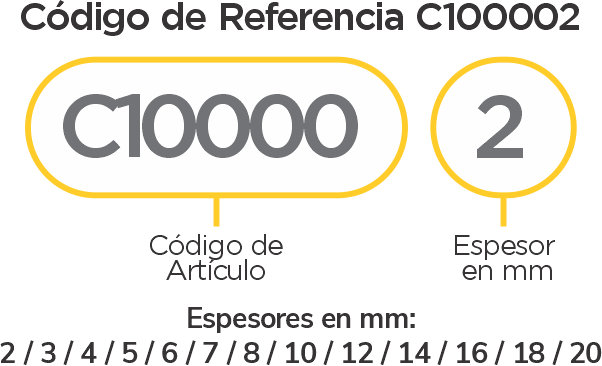 Código de Referencia C100002
C10000 2
Código de Artículo
Espesor en mm
Espesores en mm:
2 / 3 / 4 / 5 / 6 / 7 / 8 / 10 / 12 / 14 / 16 / 18 / 20